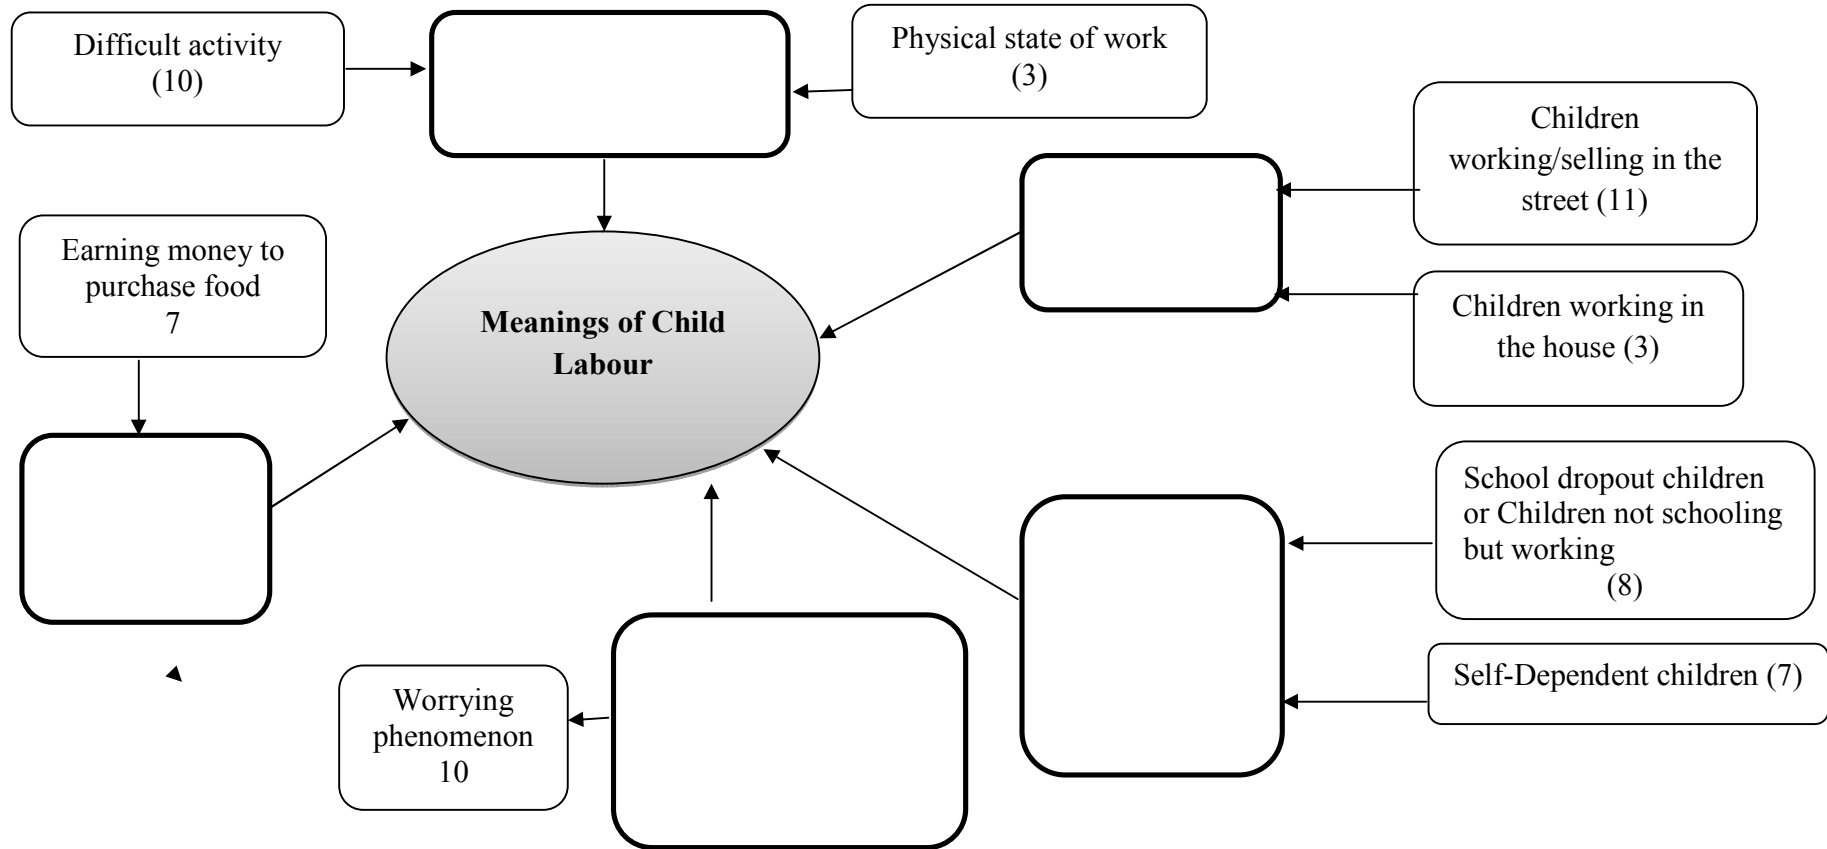 Difficult activity
(10)
Physical state of work
(3)
Children
working/selling in the
street (11)
Earning money to
purchase food
7
Meanings of Child
Labour
Children working in
the house (3)
School dropout children
or Children not schooling
but working
(8)
Self-Dependent children (7)
Worrying
phenomenon
10